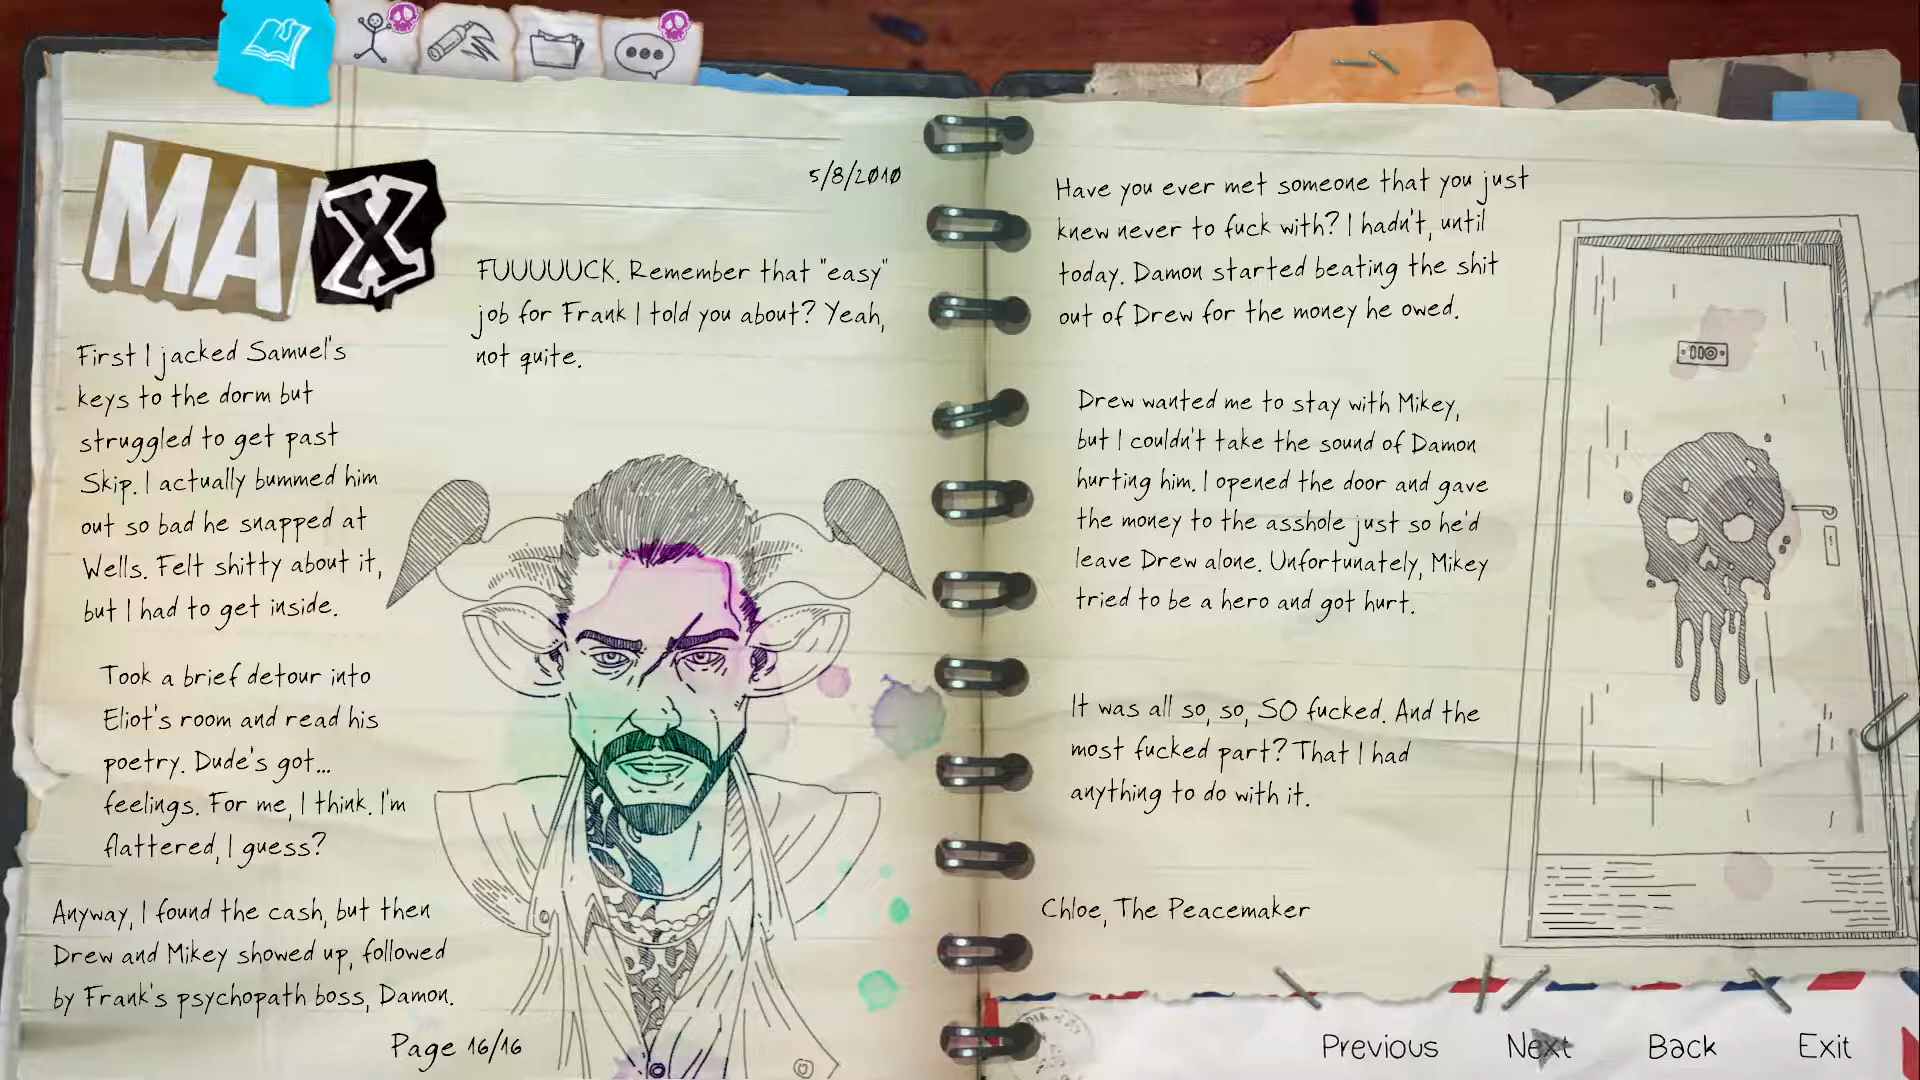 MAX
5/8/2010
FUUUUUCK. Remember that "easy"
job for Frank I told you about? Yeah,
not quite.
First I jacked Samuel's
keys to the dorm but
struggled to get past
Skip. I actually bummed him
out so bad he snapped at
Wells. Felt shitty about it,
but I had to get inside.
Took a brief detour into
Eliot's room and read his
poetry. Dude's got...
feelings. For me, I think. I'm
flattered, I guess?
Anyway, I found the cash, but then
Drew and Mikey showed up, followed
by Frank's psychopath boss, Damon.
Page 16/16
Have you ever met someone that you just
knew never to fuck with? I hadn't, until
today. Damon started beating the shit
out of Drew for the money he owed.
Drew wanted me to stay with Mikey,
but I couldn't take the sound of Damon
hurting him. I opened the door and gave
the money to the asshole just so he'd
leave Drew alone. Unfortunately, Mikey
tried to be a hero and got hurt.
It was all so, so, SO fucked. And the
most fucked part? That I had
anything to do with it.
Chloe, The Peacemaker
Previous
Next
Back
Exit